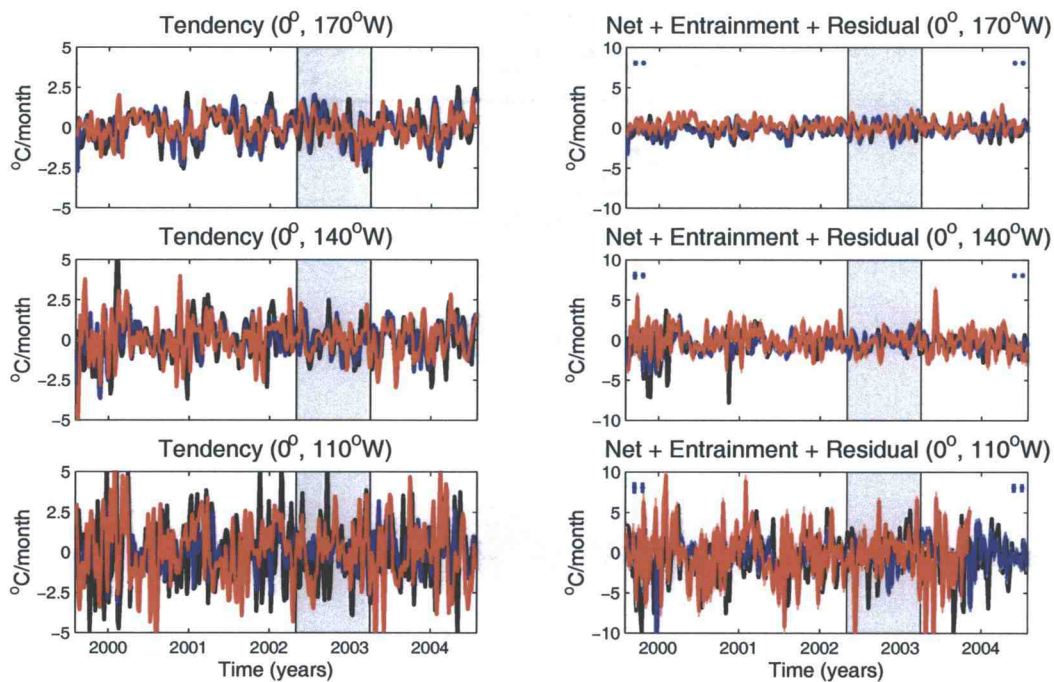 Tendency (0°, 170°W)
5
2.5
0
−2.5
−5
°C/month
Net + Entrainment + Residual (0°, 170°W)
10
5
0
−5
−10
°C/month
Tendency (0°, 140°W)
5
2.5
0
−2.5
−5
°C/month
Net + Entrainment + Residual (0°, 140°W)
10
5
0
−5
−10
°C/month
Tendency (0°, 110°W)
5
2.5
0
−2.5
−5
°C/month
2000 2001 2002 2003 2004
Time (years)
Net + Entrainment + Residual (0°, 110°W)
10
5
0
−5
−10
°C/month
2000 2001 2002 2003 2004
Time (years)